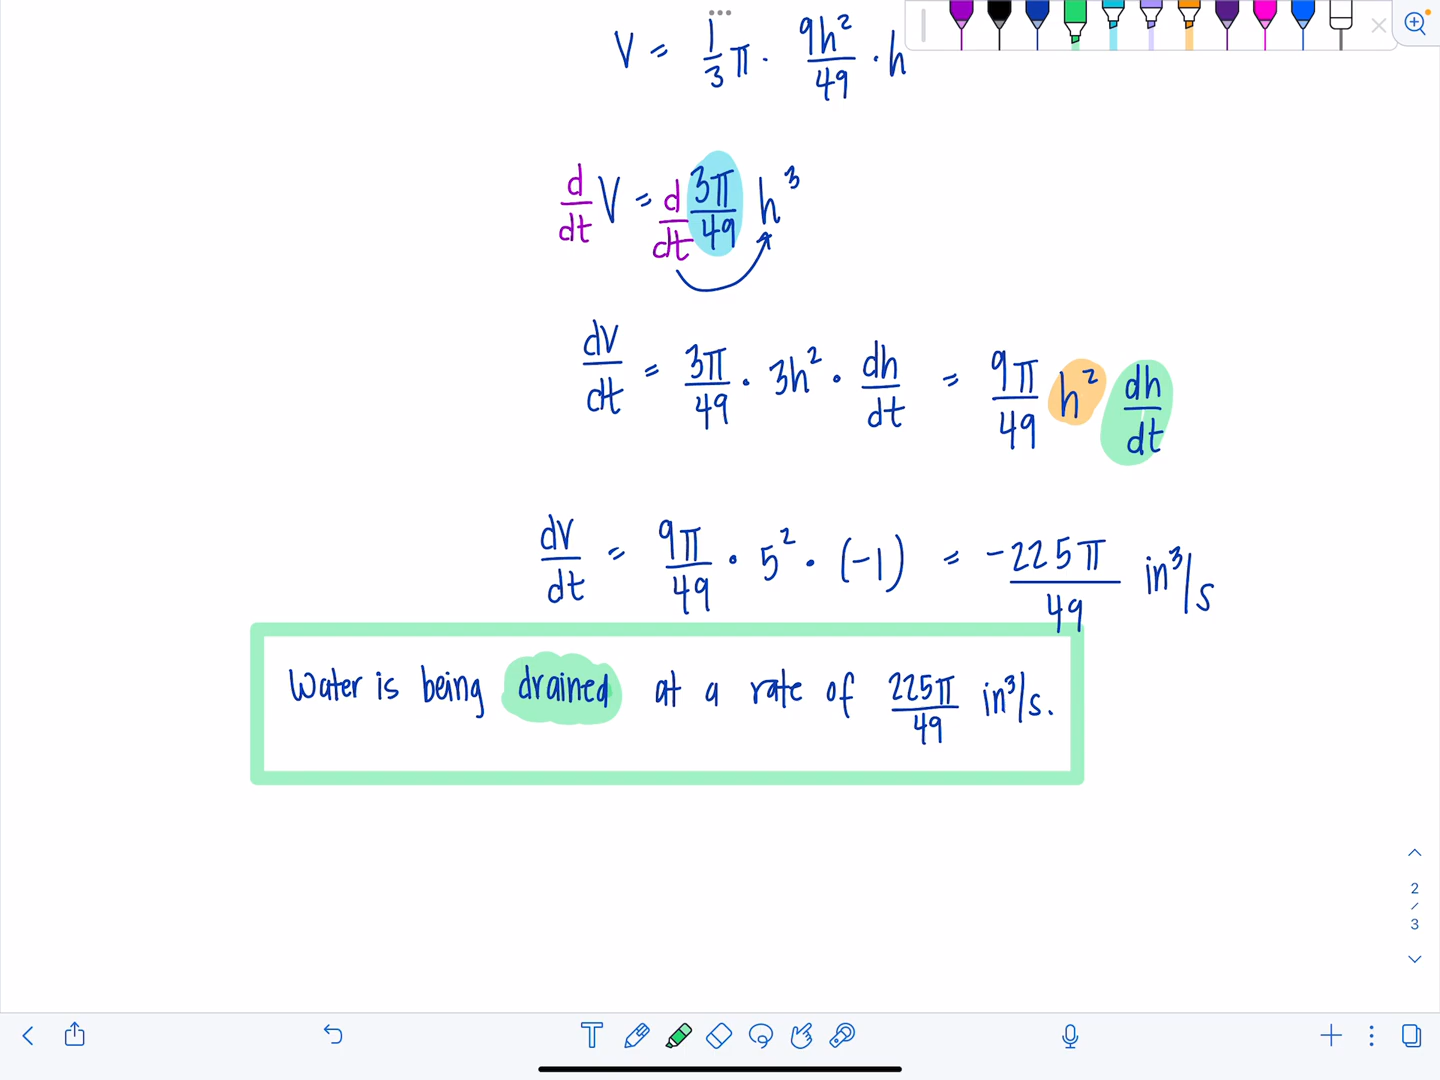 V = 1/3 π · 9h²/49 · h
d/dt V = d/dt 3π/49 h³
dV/dt = 3π/49 · 3h² · dh/dt = 9π/49 h² dh/dt
dV/dt = 9π/49 · 5² · (-1) = -225π/49 in³/s
Water is being drained at a rate of 225π/49 in³/s.
2
/
3
T